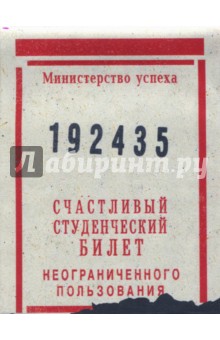 Министерство успеха
192435
СЧАСТЛИВЫЙ
СТУДЕНЧЕСКИЙ
БИЛЕТ
НЕОГРАНИЧЕННОГО
ПОЛЬЗОВАНИЯ
Лабиринт.ру